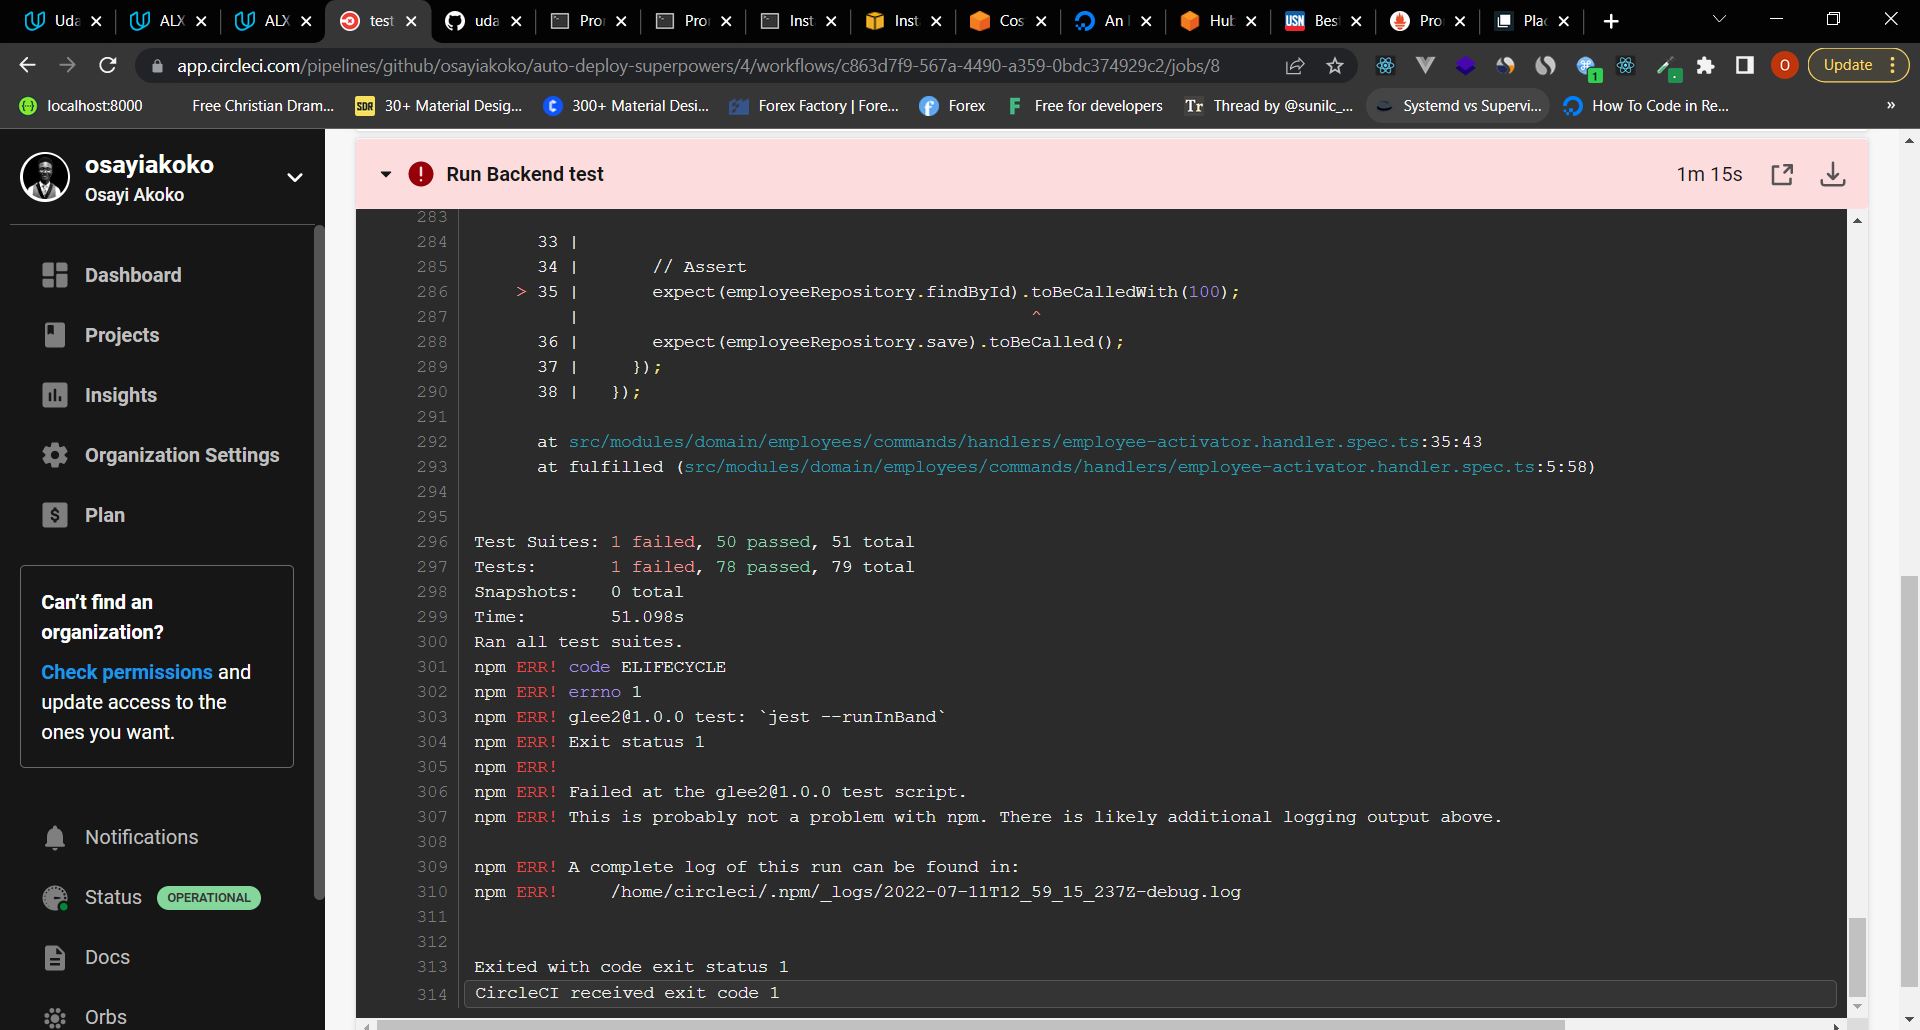 Uda ALX ALX test uda Pro Pro Inst Inst Cos An Hub Bes Pro Plac
app.circleci.com/pipelines/github/osayiakoko/auto-deploy-superpowers/4/workflows/c863d7f9-567a-4490-a359-0bdc374929c2/jobs/8
1 O Update
localhost:8000 Free Christian Dram... SDR 30+ Material Desig... 300+ Material Desi... Forex Factory | Fore... Forex Free for developers Tr Thread by @sunilc_... Systemd vs Supervi... How To Code in Re... »
osayiakoko
Osayi Akoko
Dashboard
Projects
Insights
Organization Settings
Plan
Can't find an
organization?
Check permissions and
update access to the
ones you want.
Notifications
Status OPERATIONAL
Docs
Orbs
Run Backend test 1m 15s
283
284 33 |
285 34 | // Assert
286 > 35 | expect(employeeRepository.findById).toBeCalledWith(100);
287 | ^
288 36 | expect(employeeRepository.save).toBeCalled();
289 37 | });
290 38 | });
291
292 at src/modules/domain/employees/commands/handlers/employee-activator.handler.spec.ts:35:43
293 at fulfilled (src/modules/domain/employees/commands/handlers/employee-activator.handler.spec.ts:5:58)
294
295
296 Test Suites: 1 failed, 50 passed, 51 total
297 Tests: 1 failed, 78 passed, 79 total
298 Snapshots: 0 total
299 Time: 51.098s
300 Ran all test suites.
301 npm ERR! code ELIFECYCLE
302 npm ERR! errno 1
303 npm ERR! glee2@1.0.0 test: `jest --runInBand`
304 npm ERR! Exit status 1
305 npm ERR!
306 npm ERR! Failed at the glee2@1.0.0 test script.
307 npm ERR! This is probably not a problem with npm. There is likely additional logging output above.
308
309 npm ERR! A complete log of this run can be found in:
310 npm ERR! /home/circleci/.npm/_logs/2022-07-11T12_59_15_237Z-debug.log
311
312
313 Exited with code exit status 1
314 CircleCI received exit code 1